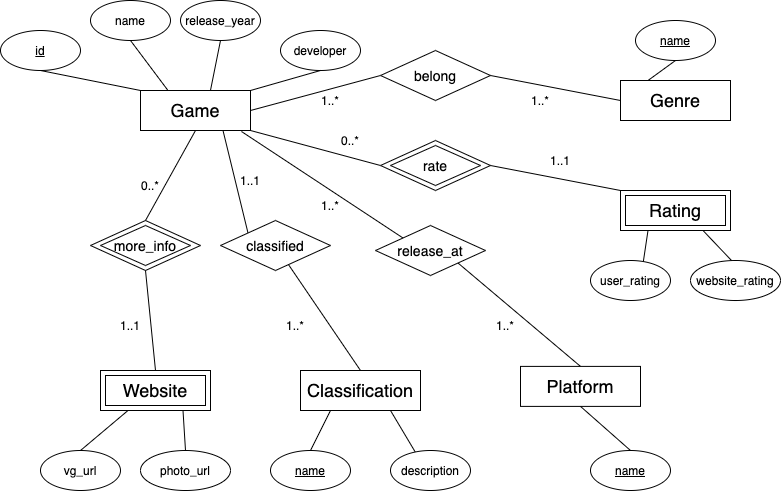 name
release_year
id
developer
name
belong
1..*
1..*
Game
Genre
0..*
rate
1..1
0..*
1..1
1..*
Rating
more_info
classified
release_at
user_rating
website_rating
1..1
1..*
1..*
Website
Classification
Platform
vg_url
photo_url
name
description
name